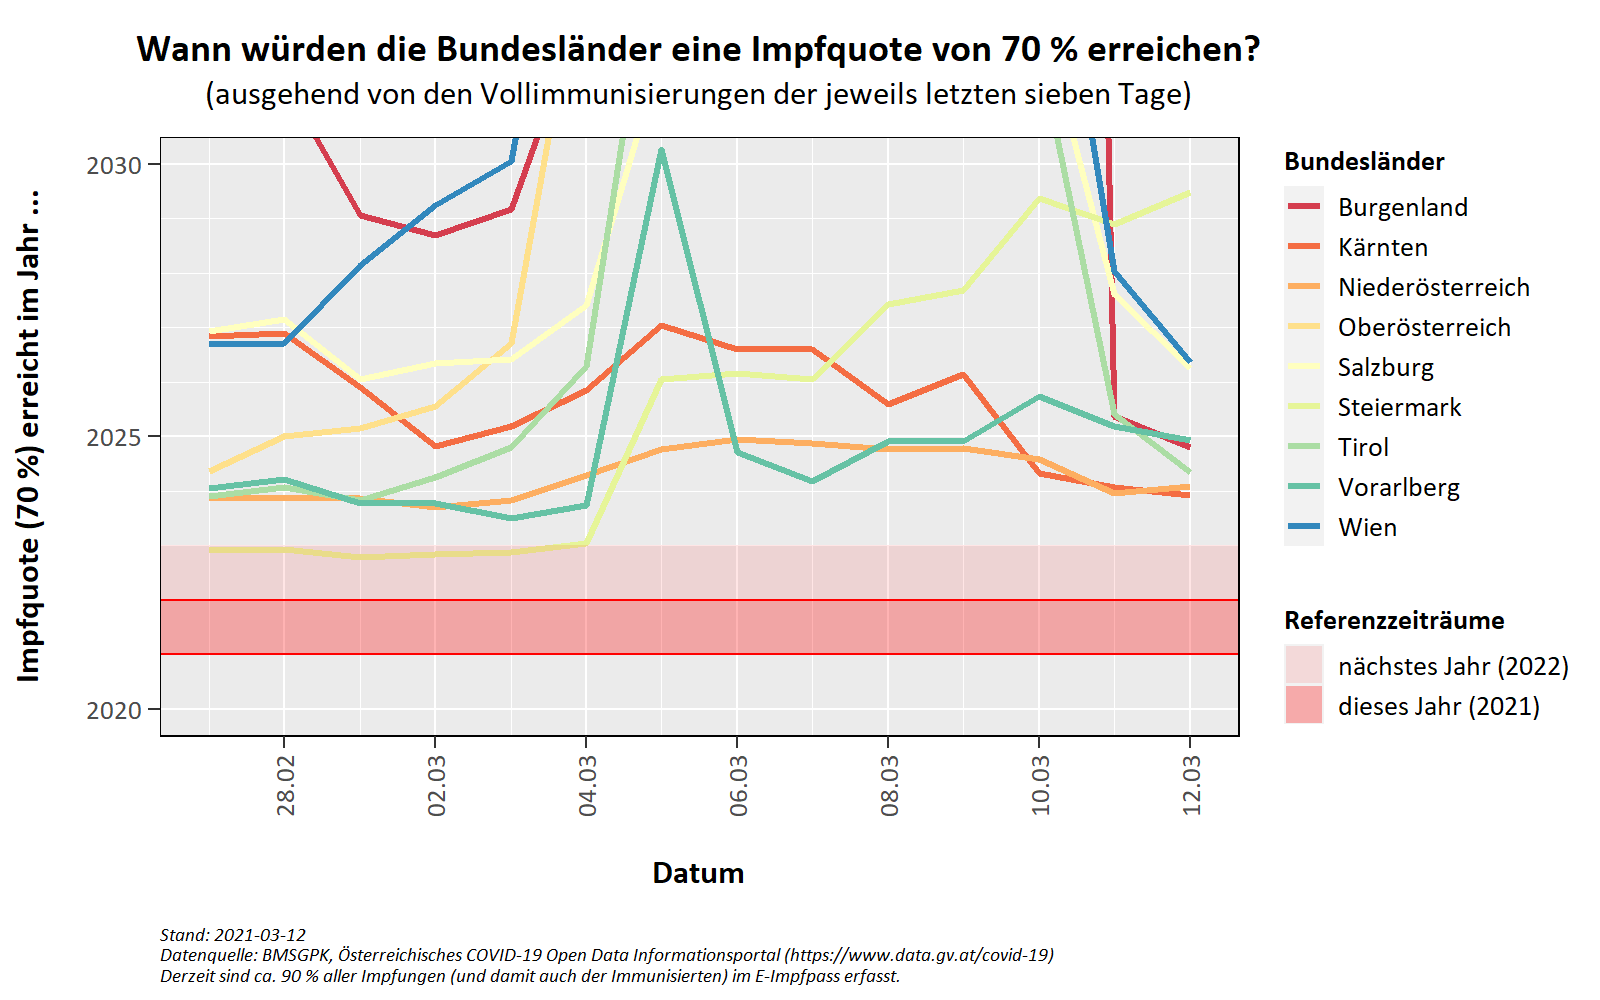 Wann würden die Bundesländer eine Impfquote von 70 % erreichen?
(ausgehend von den Vollimmunisierungen der jeweils letzten sieben Tage)
Impfquote (70 %) erreicht im Jahr ...
2030
2025
2020
28.02
02.03
04.03
06.03
08.03
10.03
12.03
Datum
Bundesländer
Burgenland
Kärnten
Niederösterreich
Oberösterreich
Salzburg
Steiermark
Tirol
Vorarlberg
Wien
Referenzzeiträume
nächstes Jahr (2022)
dieses Jahr (2021)
Stand: 2021-03-12
Datenquelle: BMSGPK, Österreichisches COVID-19 Open Data Informationsportal (https://www.data.gv.at/covid-19)
Derzeit sind ca. 90 % aller Impfungen (und damit auch der Immunisierten) im E-Impfpass erfasst.